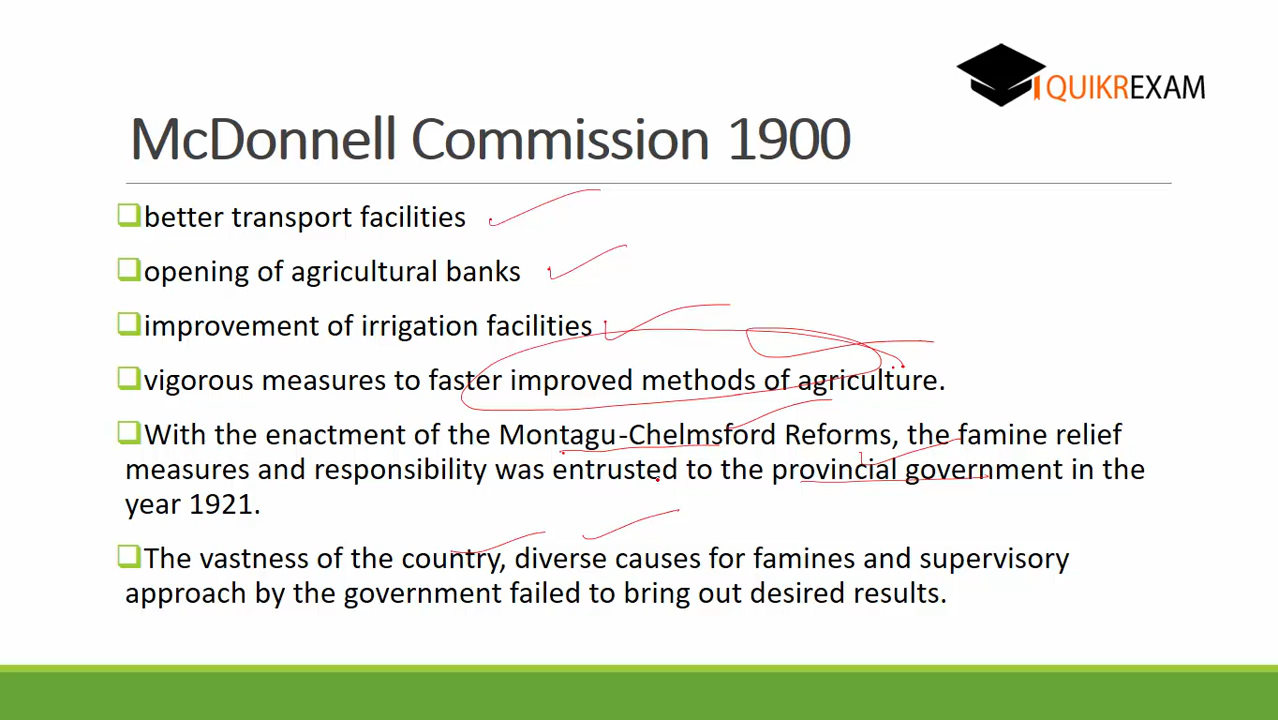 QUIKREXAM
McDonnell Commission 1900
better transport facilities
opening of agricultural banks
improvement of irrigation facilities
vigorous measures to faster improved methods of agriculture.
With the enactment of the Montagu-Chelmsford Reforms, the famine relief
measures and responsibility was entrusted to the provincial government in the
year 1921.
The vastness of the country, diverse causes for famines and supervisory
approach by the government failed to bring out desired results.